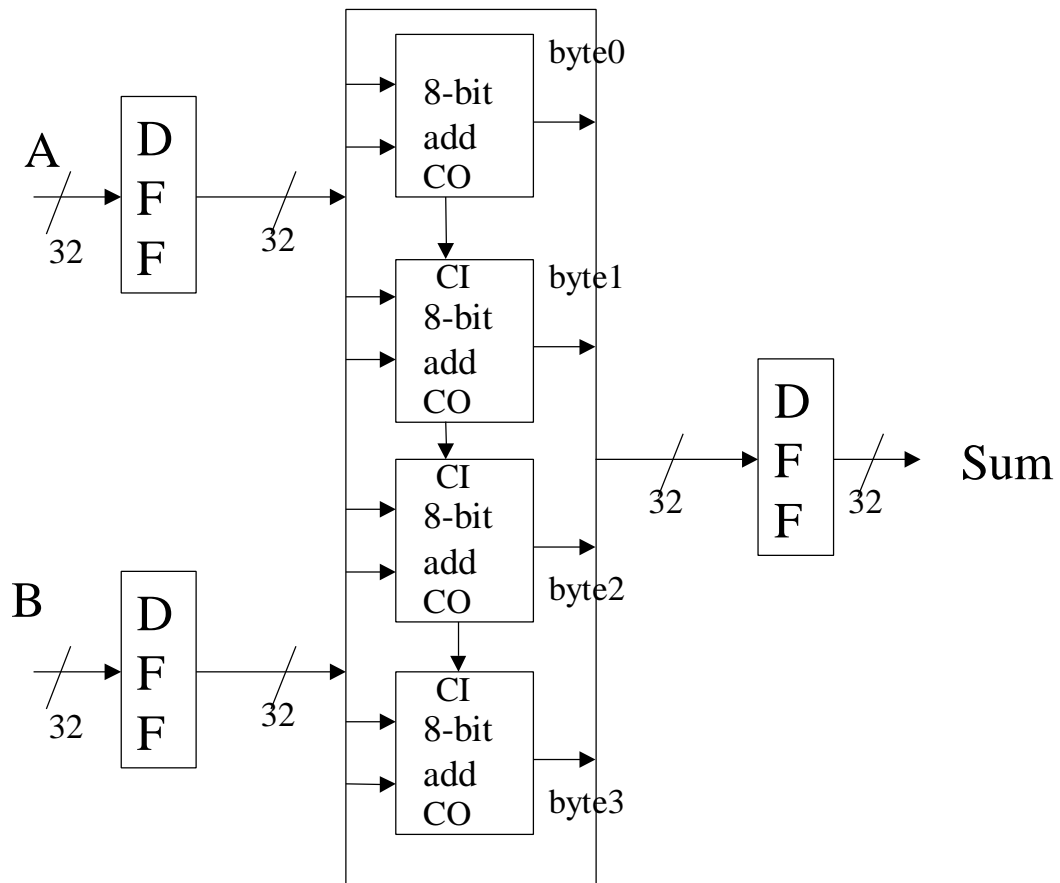 byte0
8-bit
add
CO
A
D
F
F
32
32
CI
byte1
8-bit
add
CO
D
F
F
Sum
32
32
CI
8-bit
add
CO
byte2
B
D
F
F
32
32
CI
8-bit
add
CO
byte3